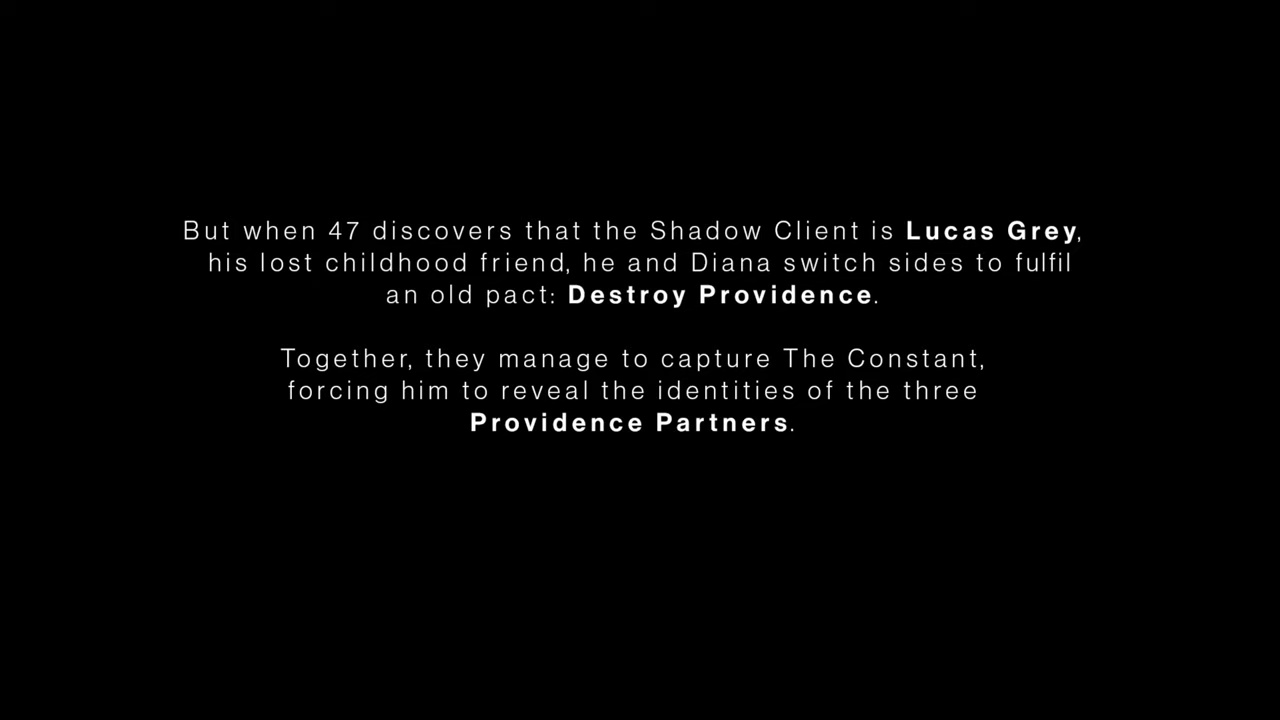 But when 47 discovers that the Shadow Client is Lucas Grey,
his lost childhood friend, he and Diana switch sides to fulfil
an old pact: Destroy Providence.
Together, they manage to capture The Constant,
forcing him to reveal the identities of the three
Providence Partners.